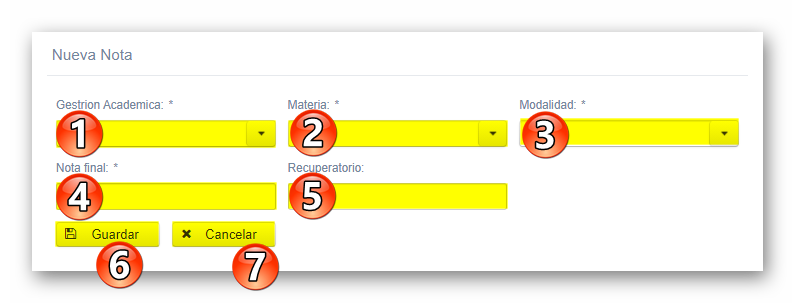 Nueva Nota
Gestrion Academica: * Materia: * Modalidad: *
1 2 3
Nota final: * Recuperatorio:
4 5
Guardar Cancelar
6 7